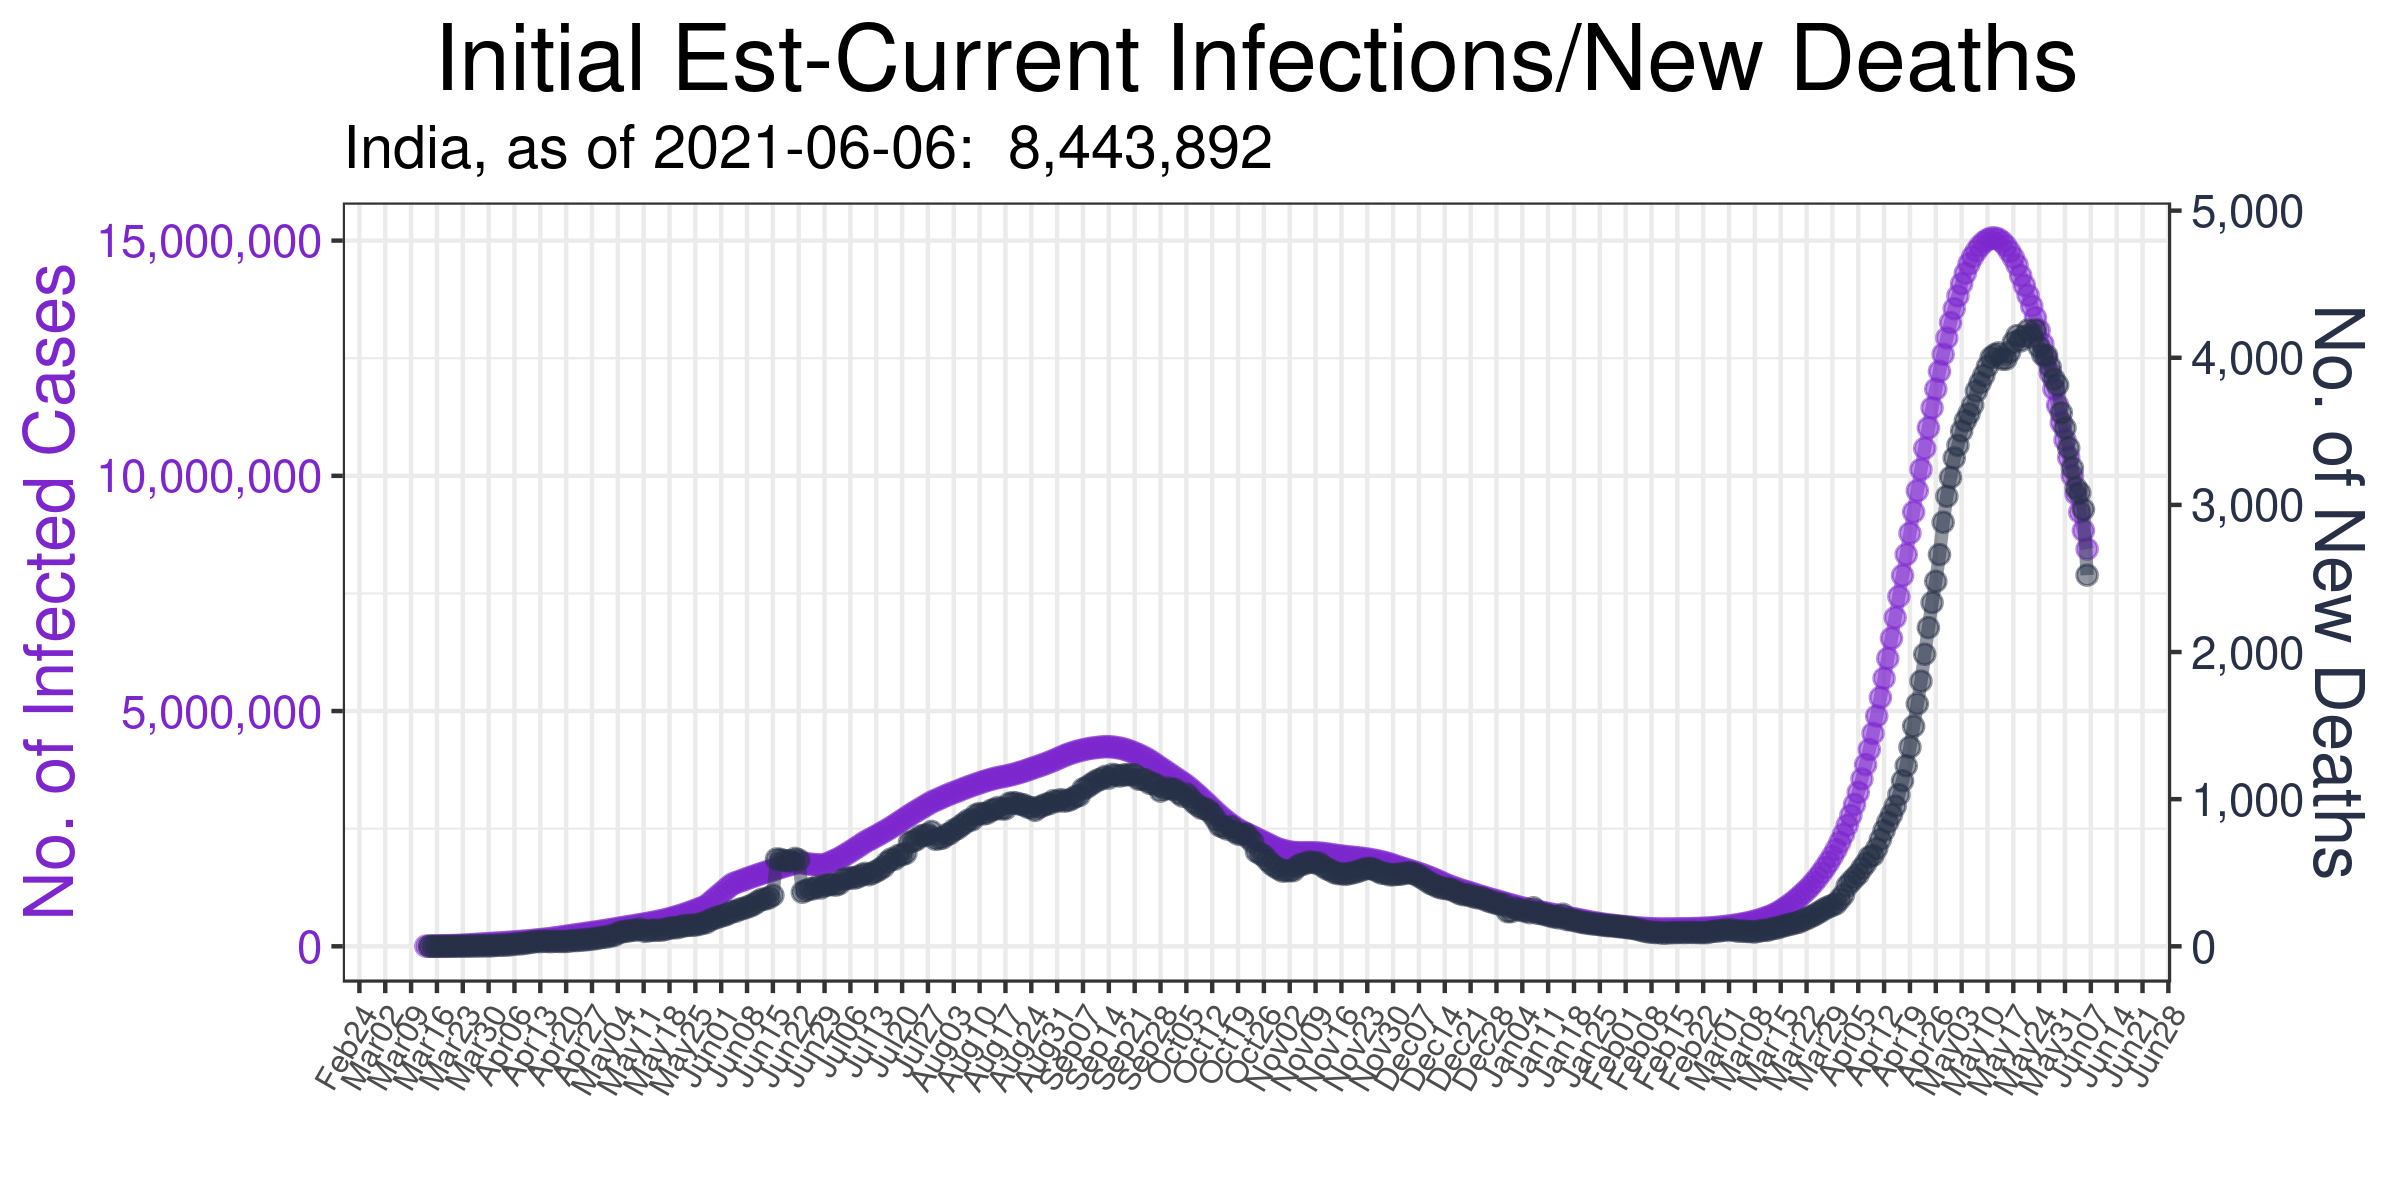 Initial Est-Current Infections/New Deaths
India, as of 2021-06-06: 8,443,892
No. of Infected Cases
15,000,000
10,000,000
5,000,000
0
5,000
4,000
3,000
2,000
1,000
0
No. of New Deaths
Feb24
Mar02
Mar09
Mar16
Mar23
Mar30
Apr06
Apr13
Apr20
Apr27
May04
May11
May18
May25
Jun01
Jun08
Jun15
Jun22
Jun29
Jul06
Jul13
Jul20
Jul27
Aug03
Aug10
Aug17
Aug24
Aug31
Sep07
Sep14
Sep21
Sep28
Oct05
Oct12
Oct19
Oct26
Nov02
Nov09
Nov16
Nov23
Nov30
Dec07
Dec14
Dec21
Dec28
Jan04
Jan11
Jan18
Jan25
Feb01
Feb08
Feb15
Feb22
Mar01
Mar08
Mar15
Mar22
Mar29
Apr05
Apr12
Apr19
Apr26
May03
May10
May17
May24
May31
Jun07
Jun14
Jun21
Jun28